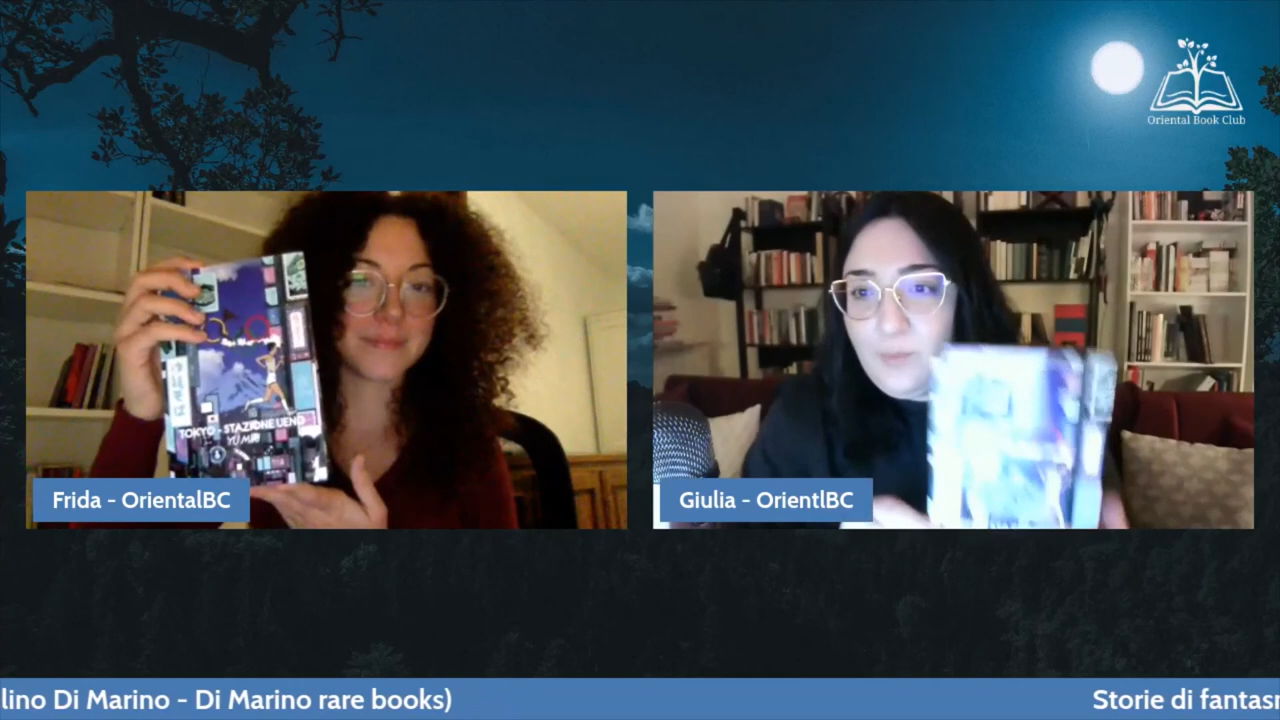 Oriental Book Club
TOKYO - STAZIONE UENO
YU MIRI
Frida - OrientalBC
Giulia - OrientlBC
lino Di Marino - Di Marino rare books)
Storie di fantasm